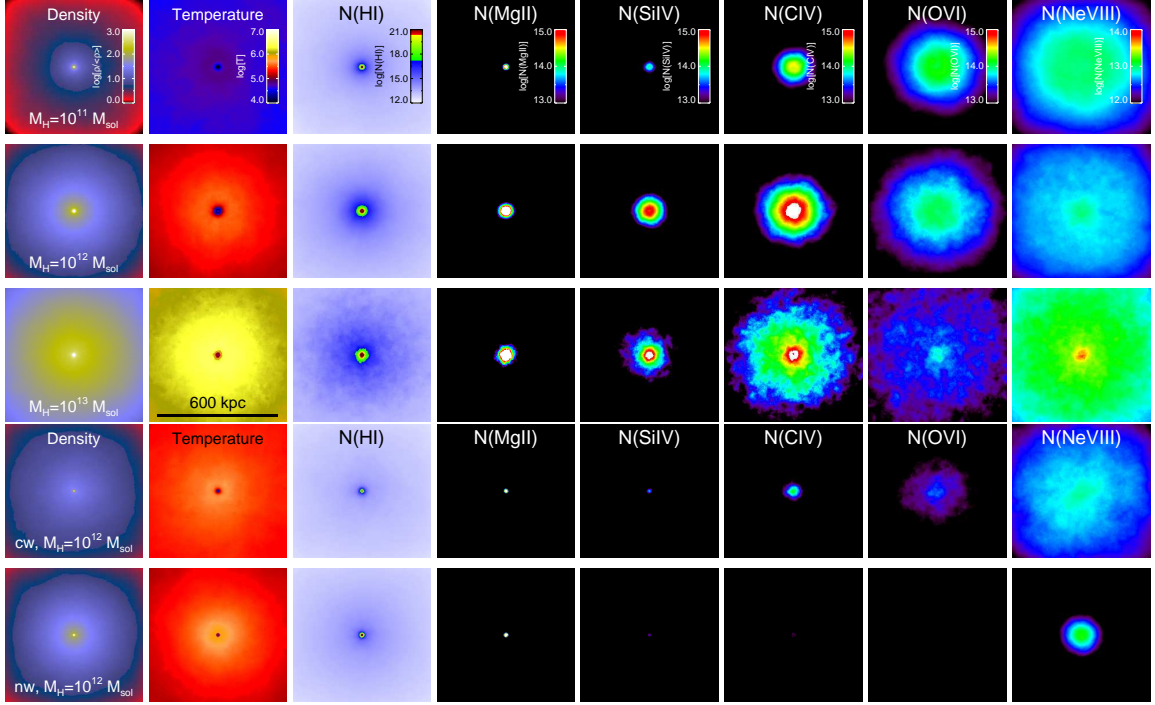 Density Temperature N(HI) N(MgII) N(SiIV) N(CIV) N(OVI) N(NeVIII)
3.0 7.0 21.0 15.0 15.0 15.0 15.0 14.0
2.0 6.0 18.0 14.0 14.0 14.0 14.0 13.0
1.0 5.0 15.0
0.0 4.0 12.0 13.0 13.0 13.0 13.0 12.0
log[ρ/<ρ>] log[T] log[N(HI)] log[N(MgII)] log[N(SiIV)] log[N(CIV)] log[N(OVI)] log[N(NeVIII)]
M_H=10^11 M_sol
M_H=10^12 M_sol
600 kpc
M_H=10^13 M_sol
Density Temperature N(HI) N(MgII) N(SiIV) N(CIV) N(OVI) N(NeVIII)
cw, M_H=10^12 M_sol
nw, M_H=10^12 M_sol